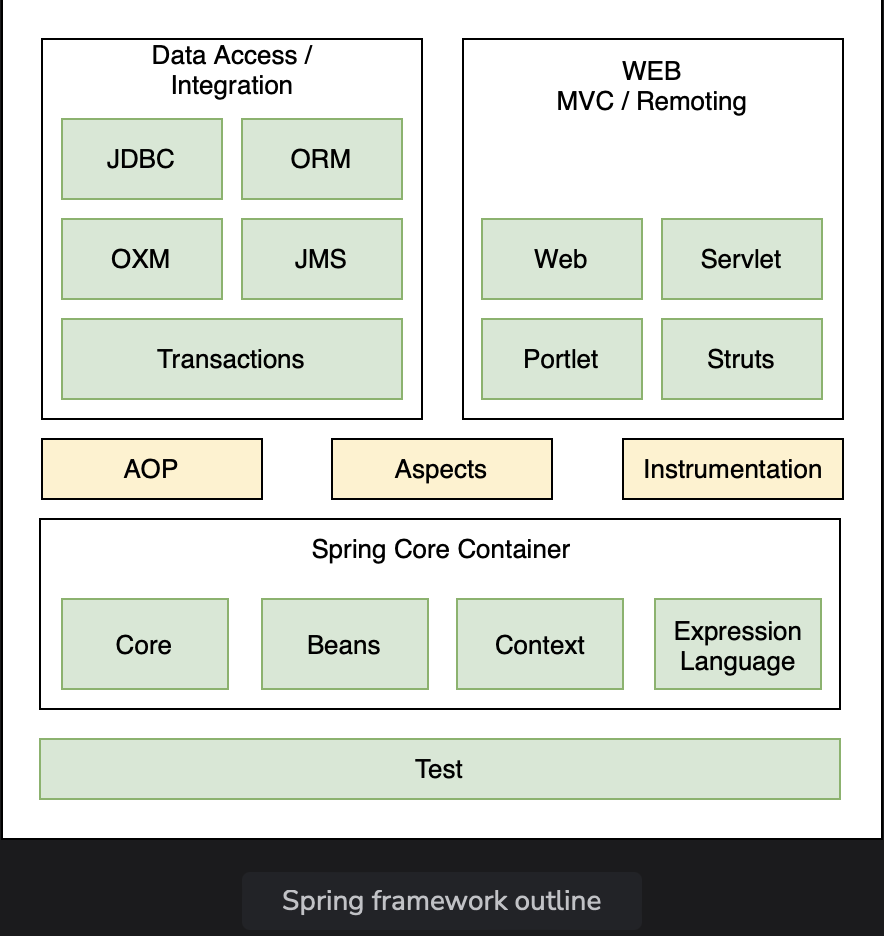 Data Access /
Integration
JDBC
ORM
OXM
JMS
Transactions
WEB
MVC / Remoting
Web
Servlet
Portlet
Struts
AOP
Aspects
Instrumentation
Spring Core Container
Core
Beans
Context
Expression
Language
Test
Spring framework outline